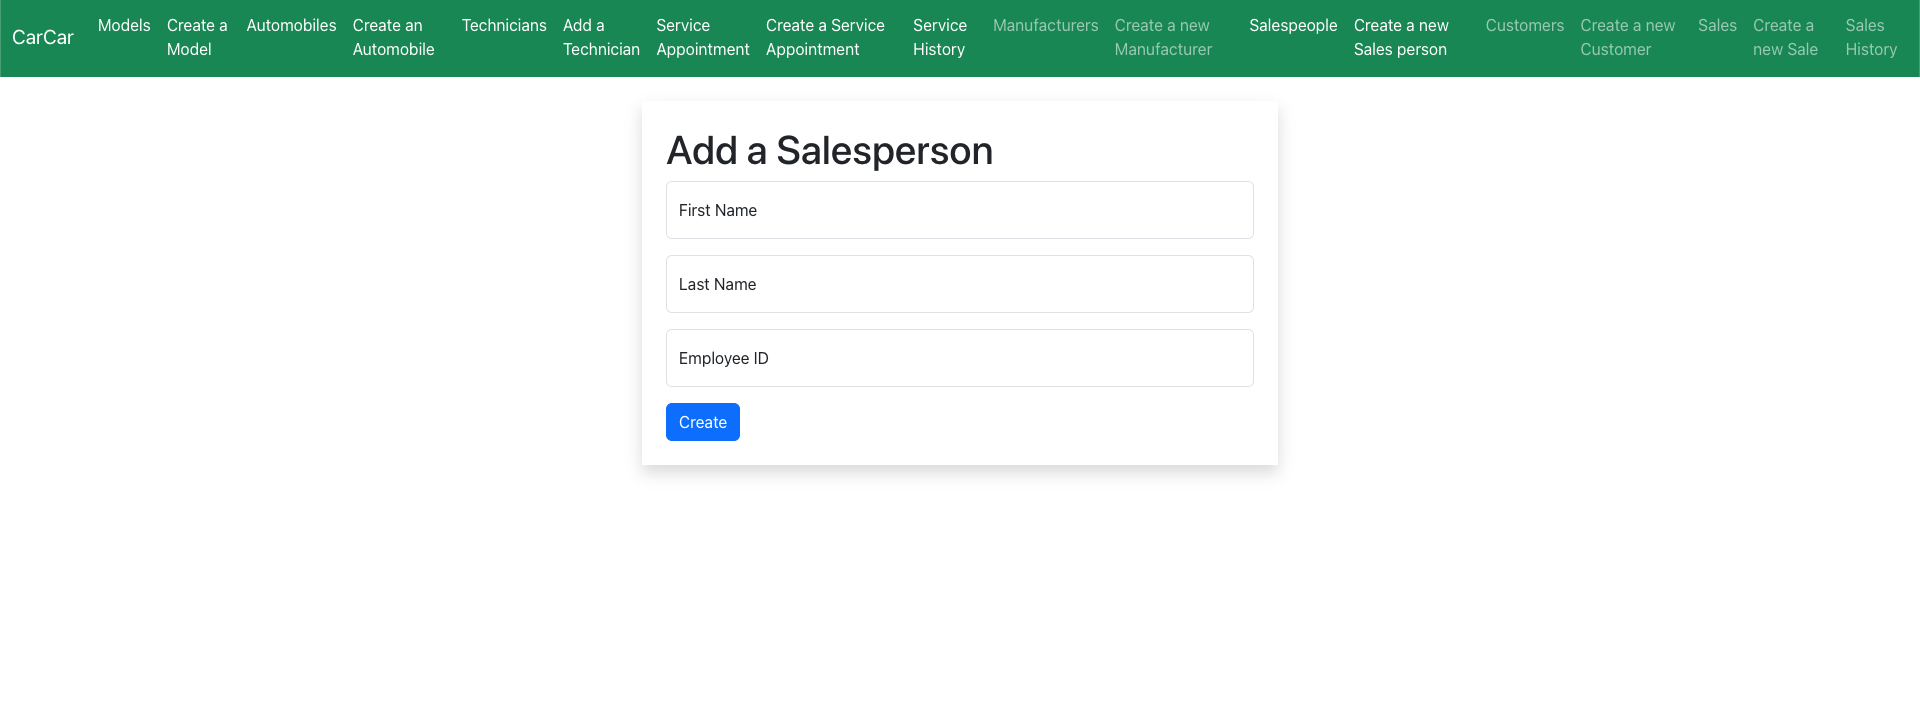 CarCar
Models
Create a
Model
Automobiles
Create an
Automobile
Technicians
Add a
Technician
Service
Appointment
Create a Service
Appointment
Service
History
Manufacturers
Create a new
Manufacturer
Salespeople
Create a new
Sales person
Customers
Create a new
Customer
Sales
Create a
new Sale
Sales
History
Add a Salesperson
First Name
Last Name
Employee ID
Create